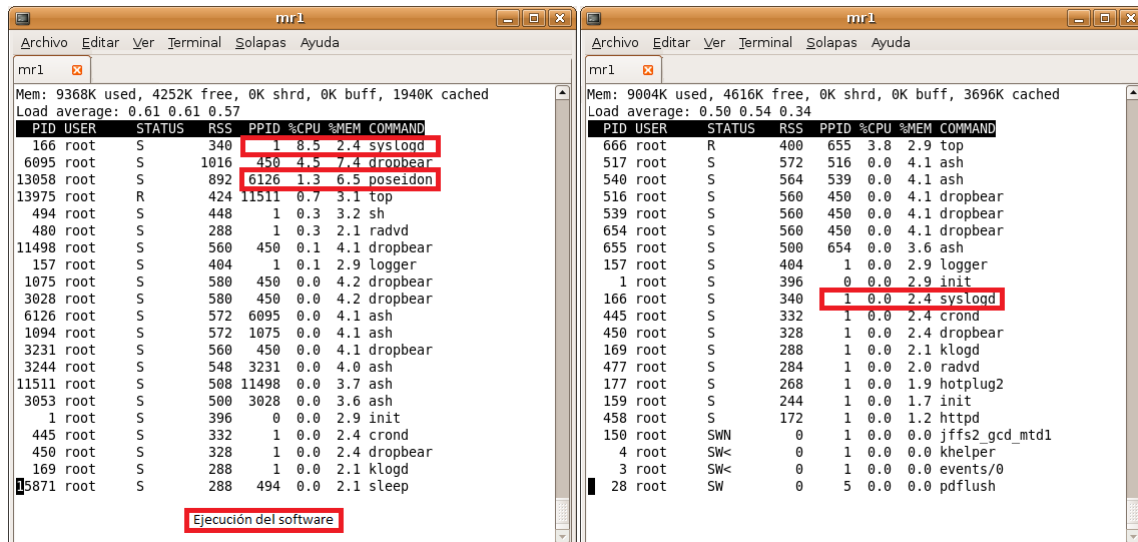 mr1
Archivo Editar Ver Terminal Solapas Ayuda
mr1
Mem: 9368K used, 4252K free, 0K shrd, 0K buff, 1940K cached
Load average: 0.61 0.61 0.57
PID USER STATUS RSS PPID %CPU %MEM COMMAND
166 root S 340 1 8.5 2.4 syslogd
6095 root S 1016 450 4.5 7.4 dropbear
13058 root S 892 6126 1.3 6.5 poseidon
13975 root R 424 11511 0.7 3.1 top
494 root S 448 1 0.3 3.2 sh
480 root S 288 1 0.3 2.1 radvd
11498 root S 560 450 0.1 4.1 dropbear
157 root S 404 1 0.1 2.9 logger
1075 root S 580 450 0.0 4.2 dropbear
3028 root S 580 450 0.0 4.2 dropbear
6126 root S 572 6095 0.0 4.1 ash
1094 root S 572 1075 0.0 4.1 ash
3231 root S 560 450 0.0 4.1 dropbear
3244 root S 548 3231 0.0 4.0 ash
11511 root S 508 11498 0.0 3.7 ash
3053 root S 500 3028 0.0 3.6 ash
1 root S 396 0 0.0 2.9 init
445 root S 332 1 0.0 2.4 crond
450 root S 328 1 0.0 2.4 dropbear
169 root S 288 1 0.0 2.1 klogd
15871 root S 288 494 0.0 2.1 sleep
Ejecución del software
mr1
Archivo Editar Ver Terminal Solapas Ayuda
mr1
Mem: 9004K used, 4616K free, 0K shrd, 0K buff, 3696K cached
Load average: 0.50 0.54 0.34
PID USER STATUS RSS PPID %CPU %MEM COMMAND
666 root R 400 655 3.8 2.9 top
517 root S 572 516 0.0 4.1 ash
540 root S 564 539 0.0 4.1 ash
516 root S 560 450 0.0 4.1 dropbear
539 root S 560 450 0.0 4.1 dropbear
654 root S 560 450 0.0 4.1 dropbear
655 root S 500 654 0.0 3.6 ash
157 root S 404 1 0.0 2.9 logger
1 root S 396 0 0.0 2.9 init
166 root S 340 1 0.0 2.4 syslogd
445 root S 332 1 0.0 2.4 crond
450 root S 328 1 0.0 2.4 dropbear
169 root S 288 1 0.0 2.1 klogd
477 root S 284 1 0.0 2.0 radvd
177 root S 268 1 0.0 1.9 hotplug2
159 root S 244 1 0.0 1.7 init
458 root S 172 1 0.0 1.2 httpd
150 root SWN 0 1 0.0 0.0 jffs2_gcd_mtd1
4 root SW< 0 1 0.0 0.0 khelper
3 root SW< 0 1 0.0 0.0 events/0
28 root SW 0 5 0.0 0.0 pdflush